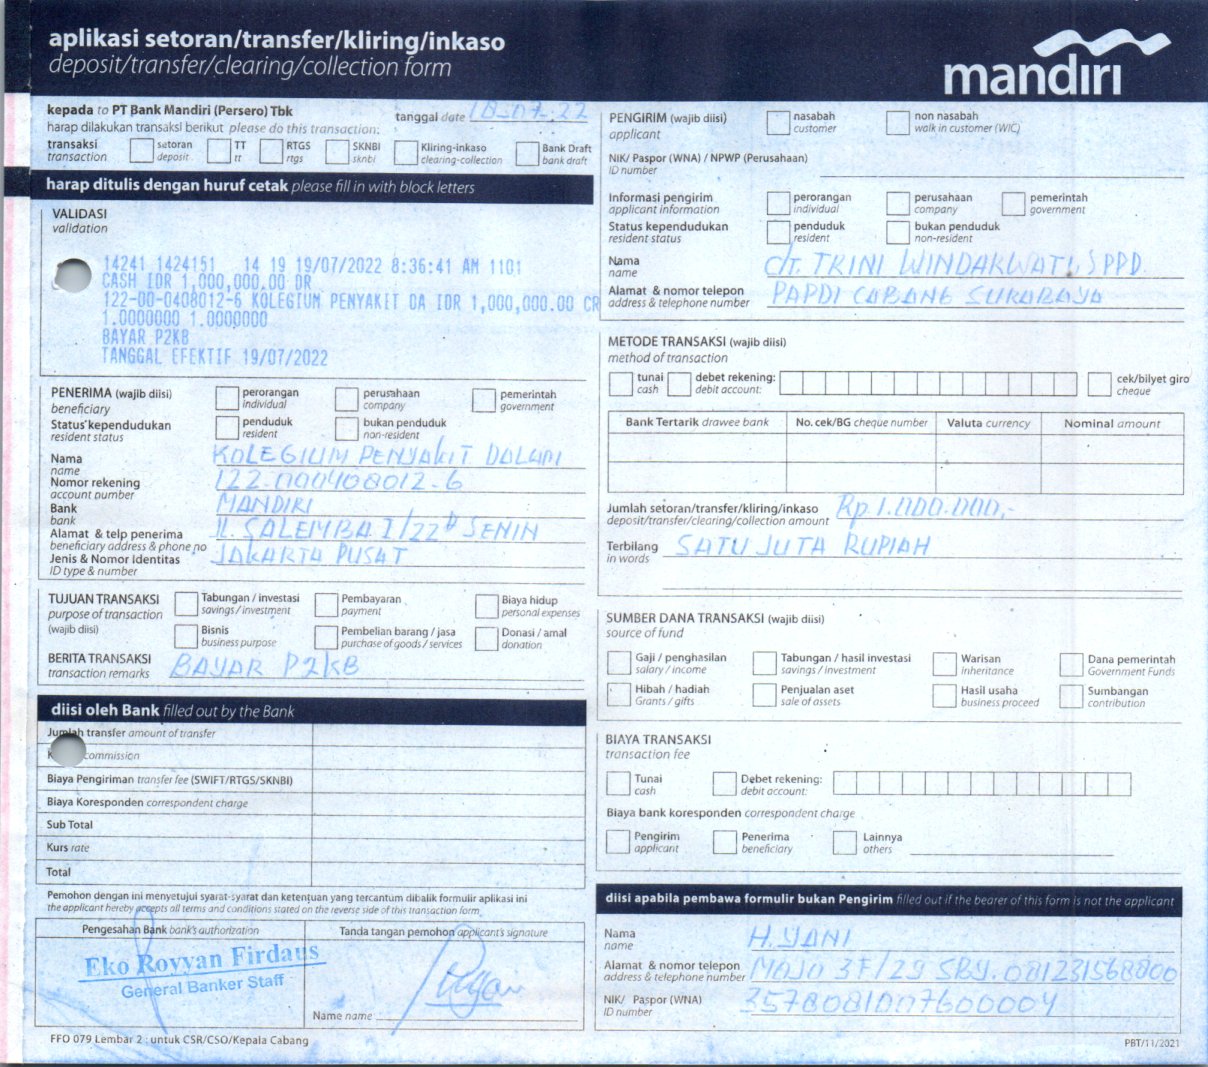 aplikasi setoran/transfer/kliring/inkaso
deposit/transfer/clearing/collection form
mandiri
kepada to PT Bank Mandiri (Persero) Tbk
tanggal date 18-07-22
harap dilakukan transaksi berikut please do this transaction:
transaksi transaction
setoran deposit
TT tt
RTGS rtgs
SKNBI sknbi
Kliring-inkaso clearing-collection
Bank Draft bank draft
harap ditulis dengan huruf cetak please fill in with block letters
VALIDASI
validation
14241 1424151 14 19 19/07/2022 8:36:41 AM 1101
CASH IDR 1,000,000.00 DR
122-00-0408012-6 KOLEGIUM PENYAKIT DA IDR 1,000,000.00 CR
1.0000000 1.0000000
BAYAR P2KB
TANGGAL EFEKTIF 19/07/2022
PENERIMA (wajib diisi) beneficiary
perorangan individual
perusahaan company
pemerintah government
Status kependudukan resident status
penduduk resident
bukan penduduk non-resident
Nama name KOLEGIUM PENYAKIT DALAM
Nomor rekening account number 122.000408012-6
Bank bank MANDIRI
Alamat & telp penerima beneficiary address & phone no JL. SALEMBA I/22 D SENIN
Jenis & Nomor Identitas ID type & number JAKARTA PUSAT
TUJUAN TRANSAKSI purpose of transaction (wajib diisi)
Tabungan / investasi savings / investment
Pembayaran payment
Biaya hidup personal expenses
Bisnis business purpose
Pembelian barang / jasa purchase of goods / services
Donasi / amal donation
BERITA TRANSAKSI transaction remarks BAYAR P2KB
diisi oleh Bank filled out by the Bank
Jumlah transfer amount of transfer
commission
Biaya Pengiriman transfer fee (SWIFT/RTGS/SKNBI)
Biaya Koresponden correspondent charge
Sub Total
Kurs rate
Total
Pemohon dengan ini menyetujui syarat-syarat dan ketentuan yang tercantum dibalik formulir aplikasi ini
the applicant hereby accepts all terms and conditions stated on the reverse side of this transaction form.
Pengesahan Bank bank's authorization
Tanda tangan pemohon applicant's signature
Eko Royyan Firdaus
General Banker Staff
Name name
FFO 079 Lembar 2 : untuk CSR/CSO/Kepala Cabang
PENGIRIM (wajib diisi) applicant
nasabah customer
non nasabah walk in customer (WIC)
NIK/ Paspor (WNA) / NPWP (Perusahaan)
ID number
Informasi pengirim applicant information
perorangan individual
perusahaan company
pemerintah government
Status kependudukan resident status
penduduk resident
bukan penduduk non-resident
Nama name TRINI WINDARWATI, SPPD
Alamat & nomor telepon address & telephone number PAPDI CABANG SURABAYA
METODE TRANSAKSI (wajib diisi)
method of transaction
tunai cash
debet rekening: debit account:
cek/bilyet giro cheque
Bank Tertarik drawee bank
No. cek/BG cheque number
Valuta currency
Nominal amount
Jumlah setoran/transfer/kliring/inkaso deposit/transfer/clearing/collection amount Rp 1.000.000,-
Terbilang in words SATU JUTA RUPIAH
SUMBER DANA TRANSAKSI (wajib diisi)
source of fund
Gaji / penghasilan salary / income
Tabungan / hasil investasi savings / investment
Warisan inheritance
Dana pemerintah Government Funds
Hibah / hadiah Grants / gifts
Penjualan aset sale of assets
Hasil usaha business proceed
Sumbangan contribution
BIAYA TRANSAKSI
transaction fee
Tunai cash
Debet rekening: debit account:
Biaya bank koresponden correspondent charge
Pengirim applicant
Penerima beneficiary
Lainnya others
diisi apabila pembawa formulir bukan Pengirim filled out if the bearer of this form is not the applicant
Nama name H. YANI
Alamat & nomor telepon address & telephone number MOJO 3F/29 SBY. 081231568800
NIK/ Paspor (WNA) ID number 3578081007600004
PBT/11/2021